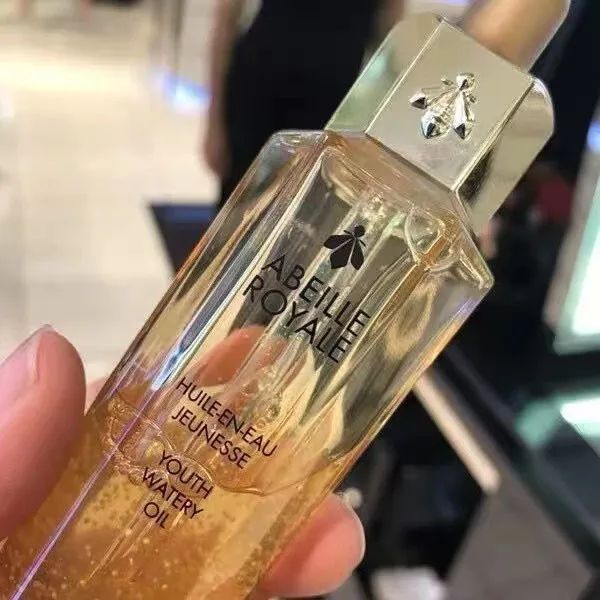 ABEILLE
ROYALE
HUILE-EN-EAU
JEUNESSE
YOUTH
WATERY
OIL